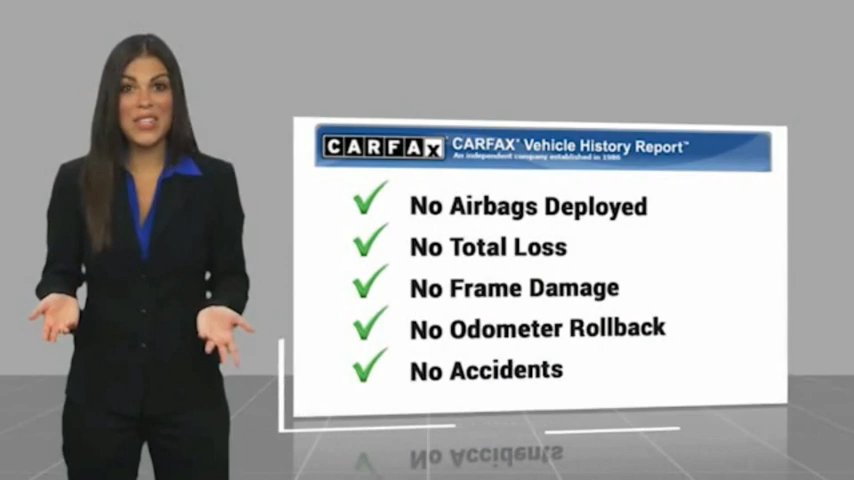 CARFAX CARFAX® Vehicle History Report™
An independent company established in 1986
No Airbags Deployed
No Total Loss
No Frame Damage
No Odometer Rollback
No Accidents
No Accidents